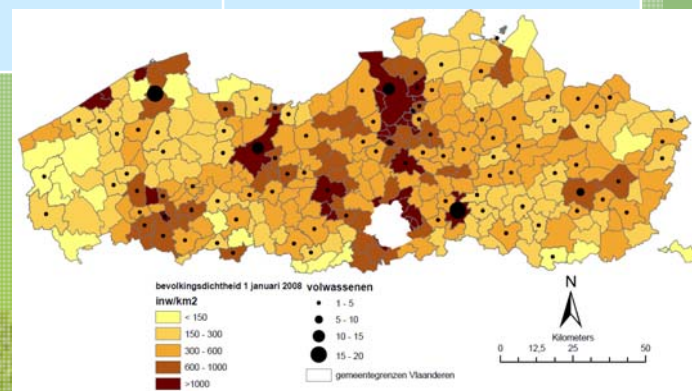 bevolkingsdichtheid 1 januari 2008
inw/km2
< 150
150 - 300
300 - 600
600 - 1000
>1000
volwassenen
1 - 5
5 - 10
10 - 15
15 - 20
gemeentegrenzen Vlaanderen
N
Kilometers
0 12,5 25 50